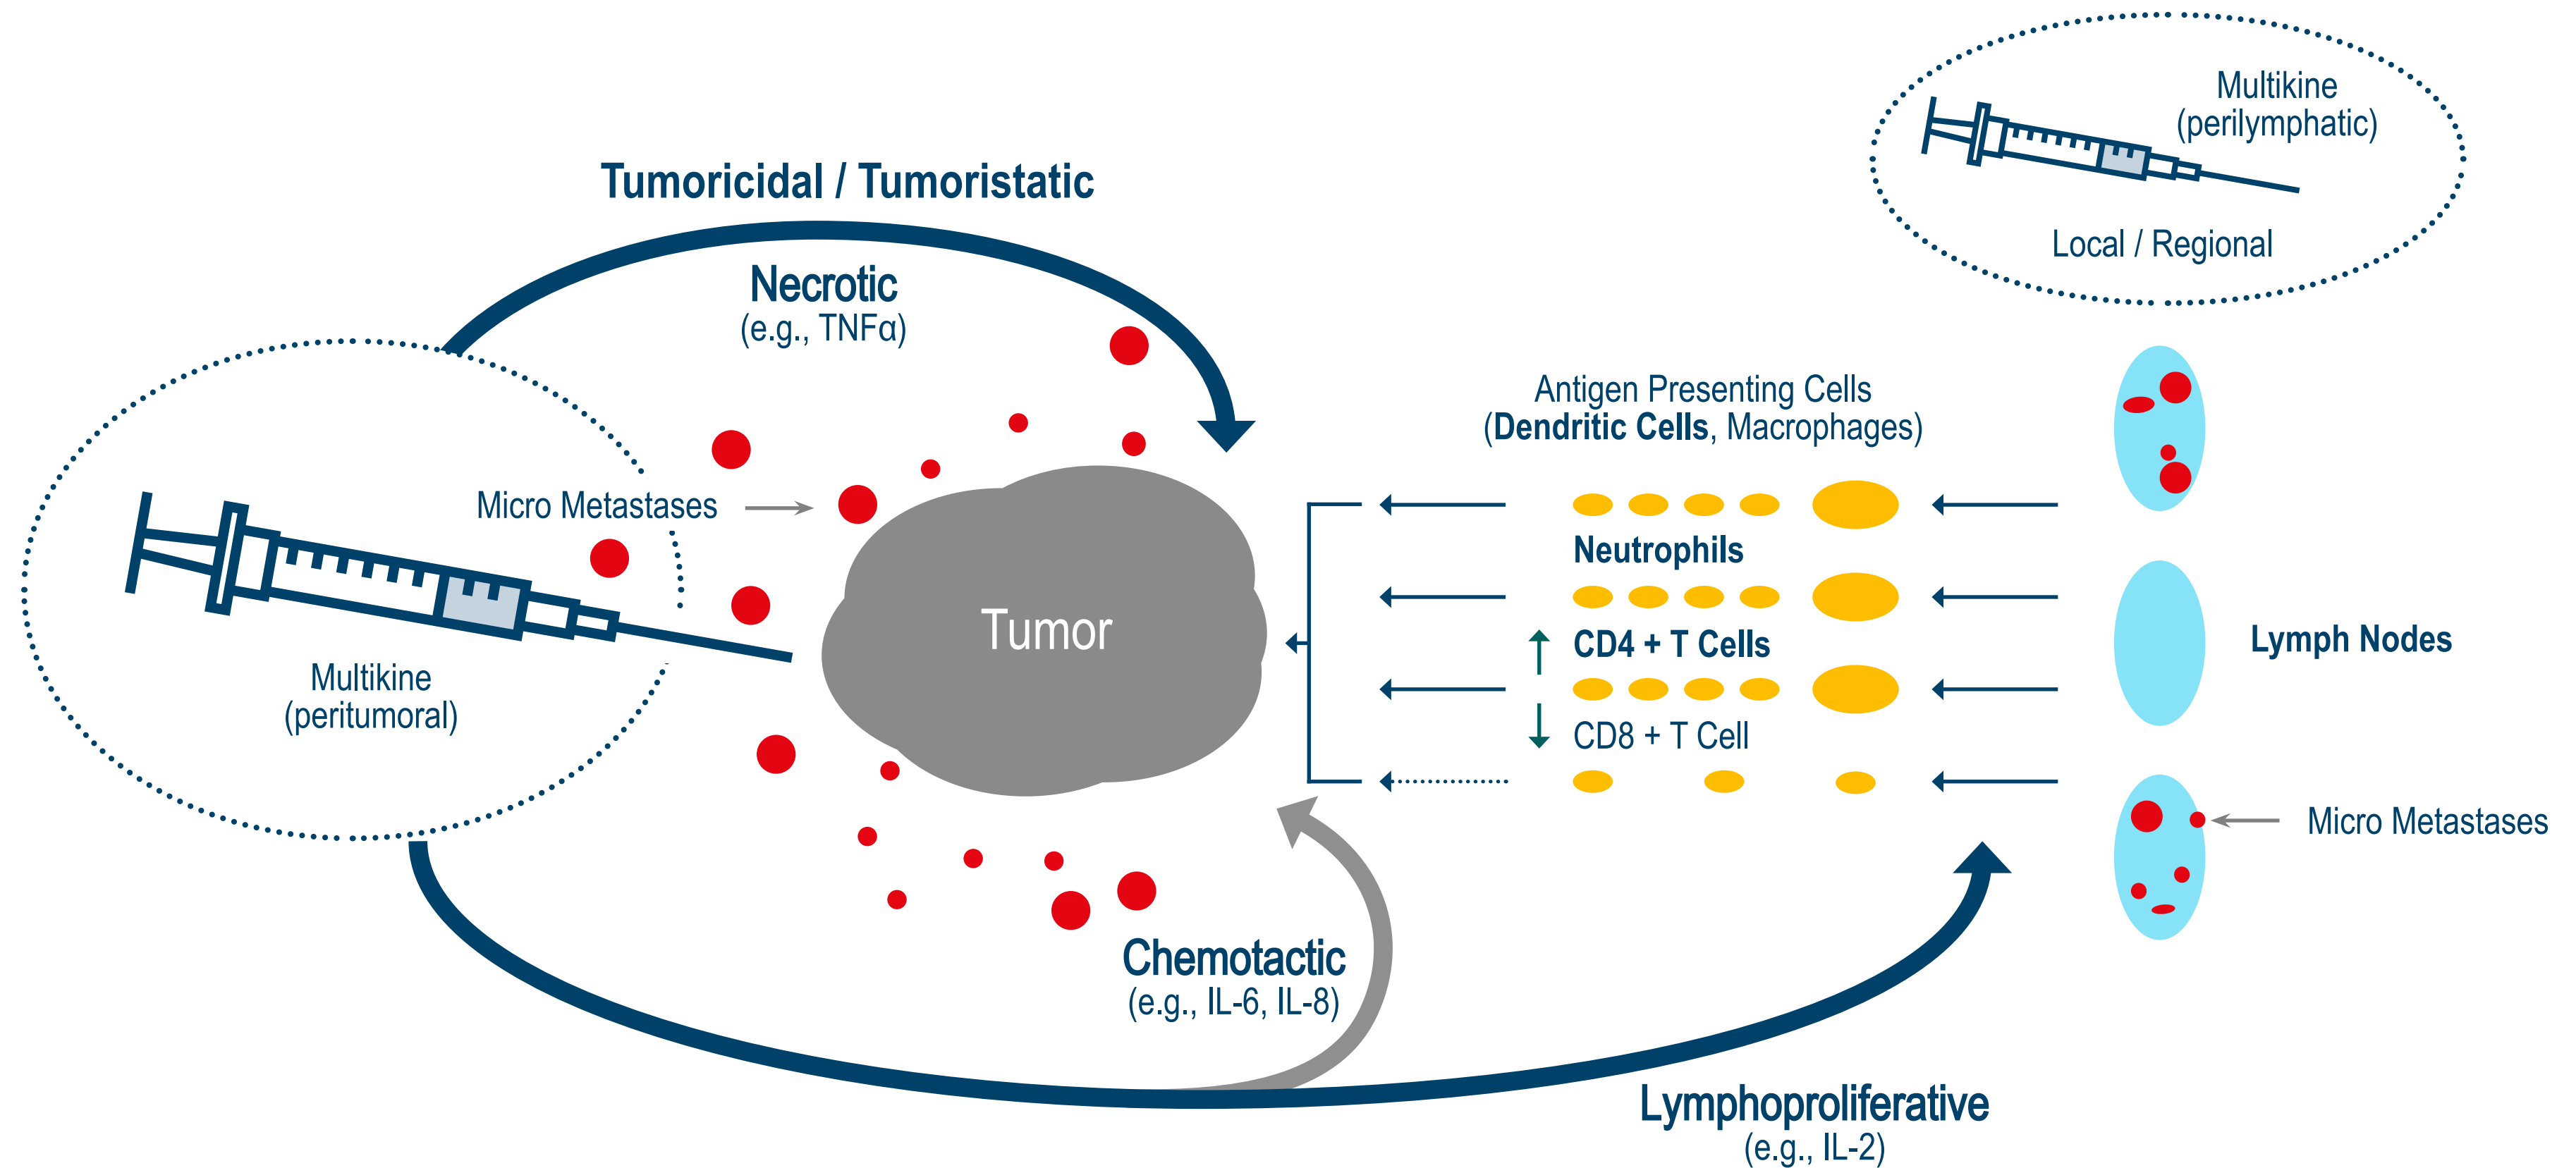 Multikine
(perilymphatic)
Local / Regional
Tumoricidal / Tumoristatic
Necrotic
(e.g., TNFα)
Micro Metastases
Multikine
(peritumoral)
Tumor
Antigen Presenting Cells
(Dendritic Cells, Macrophages)
Neutrophils
CD4 + T Cells
CD8 + T Cell
Lymph Nodes
Micro Metastases
Chemotactic
(e.g., IL-6, IL-8)
Lymphoproliferative
(e.g., IL-2)